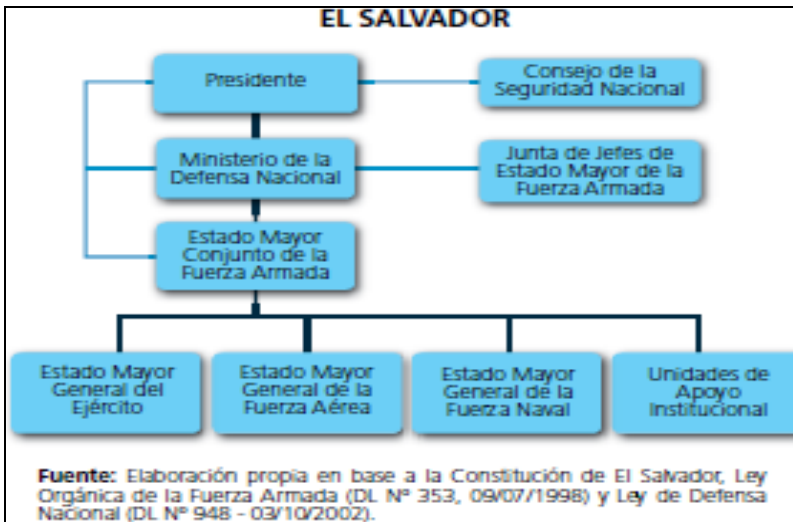 EL SALVADOR
Presidente
Consejo de la
Seguridad Nacional
Ministerio de la
Defensa Nacional
Junta de Jefes de
Estado Mayor de la
Fuerza Armada
Estado Mayor
Conjunto de la
Fuerza Armada
Estado Mayor
General del
Ejército
Estado Mayor
General de la
Fuerza Aérea
Estado Mayor
General de la
Fuerza Naval
Unidades de
Apoyo
Institucional
Fuente: Elaboración propia en base a la Constitución de El Salvador, Ley
Orgánica de la Fuerza Armada (DL Nº 353, 09/07/1998) y Ley de Defensa
Nacional (DL Nº 948 - 03/10/2002).